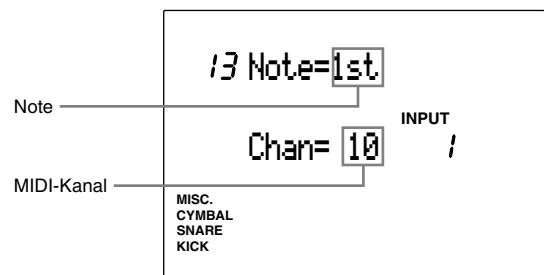 13 Note=1st
Note
INPUT
Chan= 10 1
MIDI-Kanal
MISC.
CYMBAL
SNARE
KICK